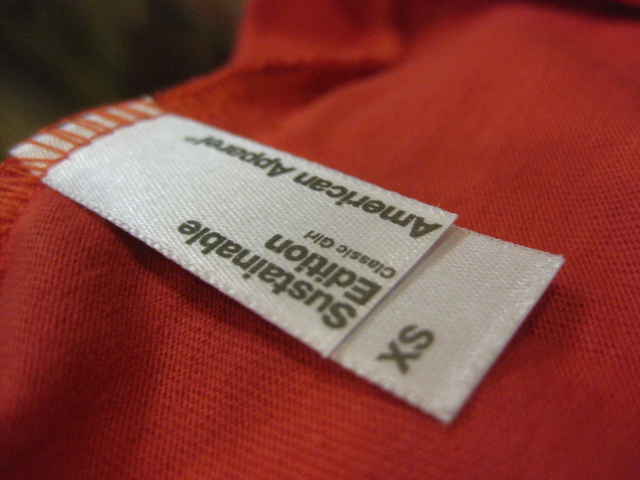 Sustainable
Edition
Classic Girl
American Apparel®
XS